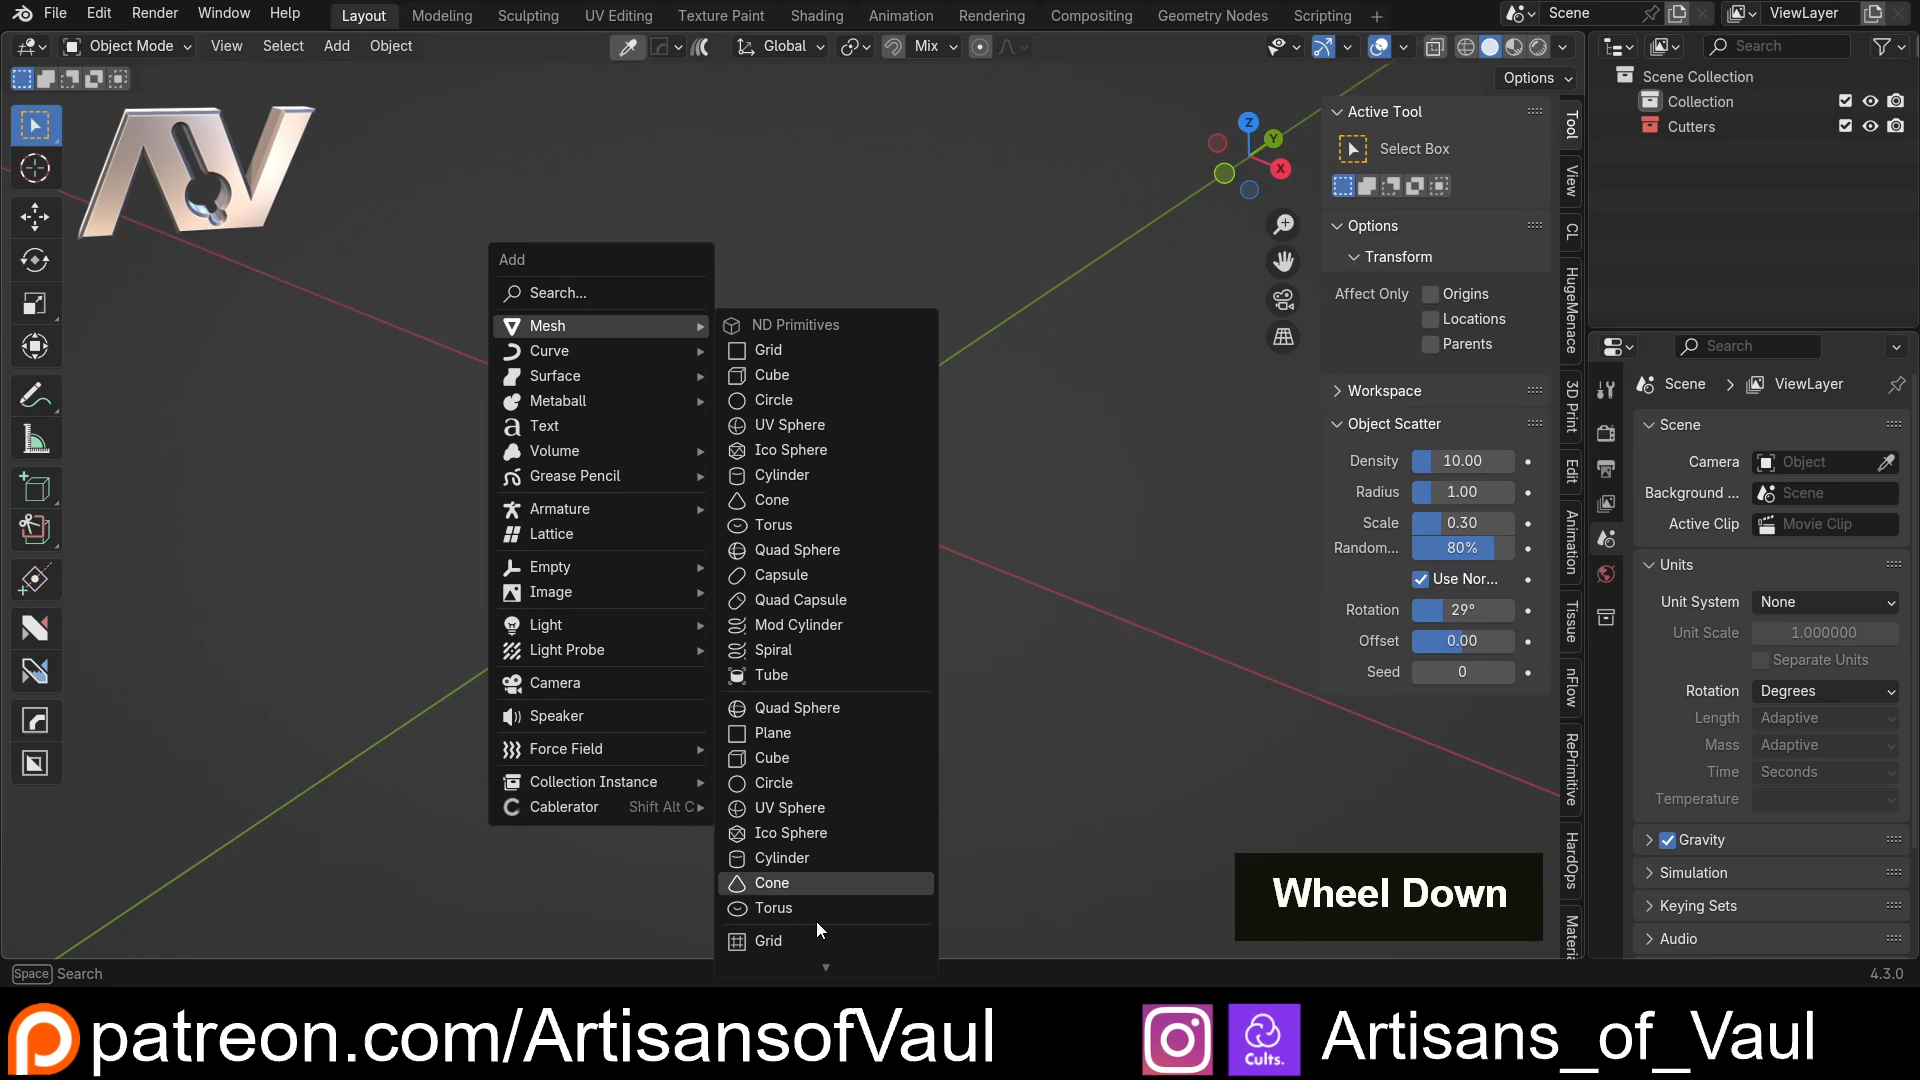 File Edit Render Window Help Layout Modeling Sculpting UV Editing Texture Paint Shading Animation Rendering Compositing Geometry Nodes Scripting + Scene ViewLayer
Object Mode View Select Add Object Global Mix Search
Options
Scene Collection
Collection
Cutters
Z
Y
X
Active Tool
Select Box
Options
Transform
Affect Only Origins
Locations
Parents
Workspace
Object Scatter
Density 10.00
Radius 1.00
Scale 0.30
Random... 80%
Use Nor...
Rotation 29°
Offset 0.00
Seed 0
Tool
View
CL
HugeMenace
3D Print
Edit
Animation
Tissue
nFlow
RePrimitive
HardOps
Add
Search...
Mesh
Curve
Surface
Metaball
Text
Volume
Grease Pencil
Armature
Lattice
Empty
Image
Light
Light Probe
Camera
Speaker
Force Field
Collection Instance
Cablerator Shift Alt C
ND Primitives
Grid
Cube
Circle
UV Sphere
Ico Sphere
Cylinder
Cone
Torus
Quad Sphere
Capsule
Quad Capsule
Mod Cylinder
Spiral
Tube
Quad Sphere
Plane
Cube
Circle
UV Sphere
Ico Sphere
Cylinder
Cone
Torus
Grid
Search
Scene ViewLayer
Scene
Camera Object
Background ... Scene
Active Clip Movie Clip
Units
Unit System None
Unit Scale 1.000000
Separate Units
Rotation Degrees
Length Adaptive
Mass Adaptive
Time Seconds
Temperature
Gravity
Simulation
Keying Sets
Audio
Wheel Down
Space Search
4.3.0
patreon.com/ArtisansofVaul
Cults.
Artisans_of_Vaul